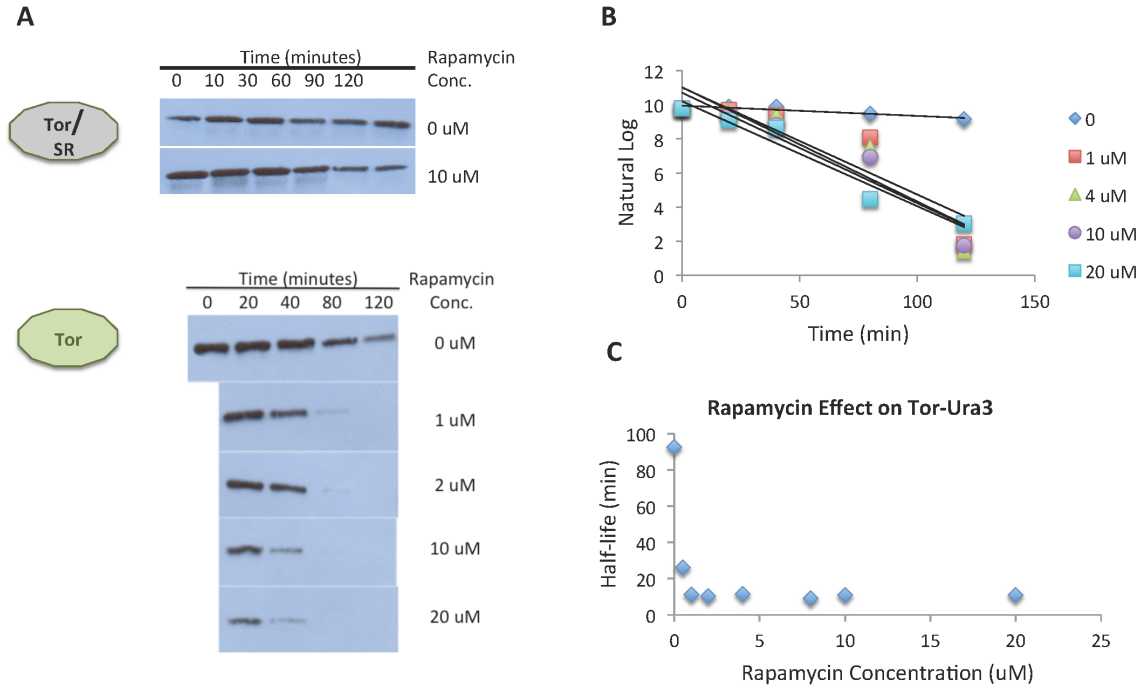 A
Time (minutes)
Rapamycin
Conc.
0 10 30 60 90 120
Tor/
SR
0 uM
10 uM
Time (minutes)
Rapamycin
Conc.
0 20 40 80 120
Tor
0 uM
1 uM
2 uM
10 uM
20 uM
B
12
10
8
6
4
2
0
Natural Log
0 50 100 150
Time (min)
0
1 uM
4 uM
10 uM
20 uM
C
Rapamycin Effect on Tor-Ura3
100
80
60
40
20
0
Half-life (min)
0 5 10 15 20 25
Rapamycin Concentration (uM)